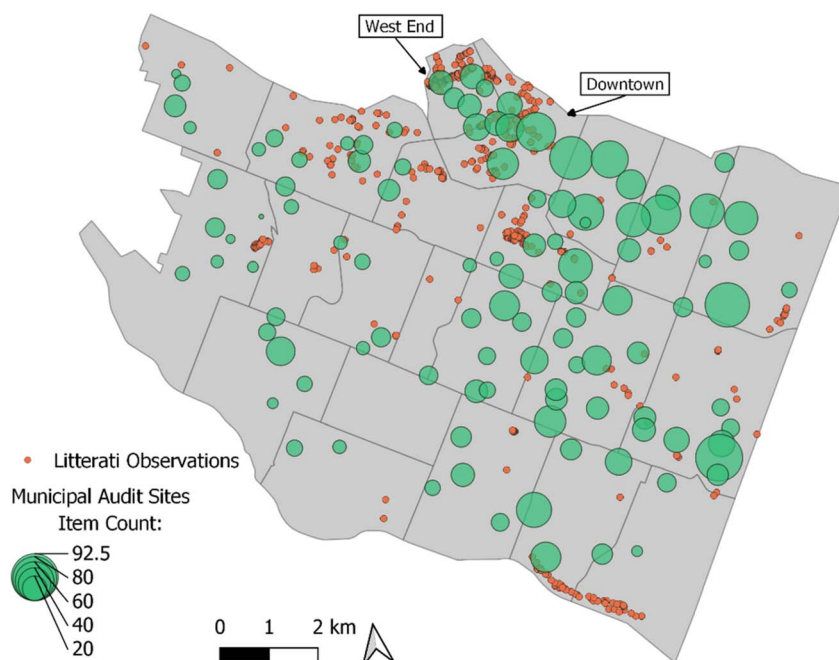 West End
Downtown
Litterati Observations
Municipal Audit Sites
Item Count:
92.5
80
60
40
20
0 1 2 km